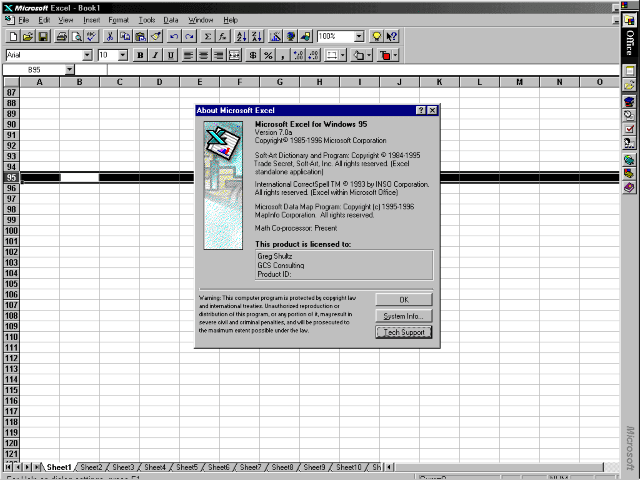 Microsoft Excel - Book1
File Edit View Insert Format Tools Data Window Help
100%
Arial 10 B I U $ % ,
B95
A B C D E F G H I J K L M N O
87
88
89
90
91
92
93
94
95
96
97
98
99
100
101
102
103
104
105
106
107
108
109
110
111
112
113
114
115
116
117
118
119
120
121
About Microsoft Excel
Microsoft Excel for Windows 95
Version 7.0a
Copyright© 1985-1996 Microsoft Corporation
Soft-Art Dictionary and Program: Copyright © 1984-1995
Trade Secret, Soft-Art, Inc. All rights reserved. (Excel
standalone application)
International CorrectSpell TM © 1993 by INSO Corporation.
All rights reserved. (Excel within Microsoft Office)
Microsoft Data Map Program: Copyright (c) 1995-1996
MapInfo Corporation. All rights reserved.
Math Co-processor: Present
This product is licensed to:
Greg Shultz
GCS Consulting
Product ID:
Warning: This computer program is protected by copyright law
and international treaties. Unauthorized reproduction or
distribution of this program, or any portion of it, may result in
severe civil and criminal penalties, and will be prosecuted to
the maximum extent possible under the law.
OK
System Info...
Tech Support
Office
Microsoft
Sheet1 Sheet2 Sheet3 Sheet4 Sheet5 Sheet6 Sheet7 Sheet8 Sheet9 Sheet10 Sh